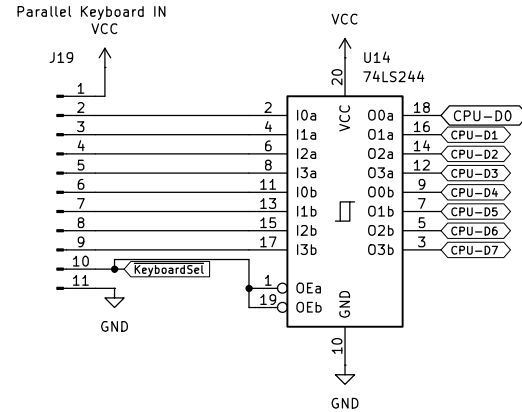 Parallel Keyboard IN
VCC
J19
1
2
3
4
5
6
7
8
9
10
11
KeyboardSel
GND
VCC
U14
74LS244
20
VCC
2 I0a O0a 18 CPU-D0
4 I1a O1a 16 CPU-D1
6 I2a O2a 14 CPU-D2
8 I3a O3a 12 CPU-D3
11 I0b O0b 9 CPU-D4
13 I1b O1b 7 CPU-D5
15 I2b O2b 5 CPU-D6
17 I3b O3b 3 CPU-D7
1 OEa
19 OEb
GND
10
GND